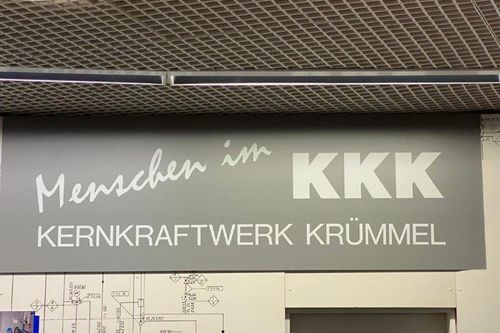 Menschen im KKK
KERNKRAFTWERK KRÜMMEL